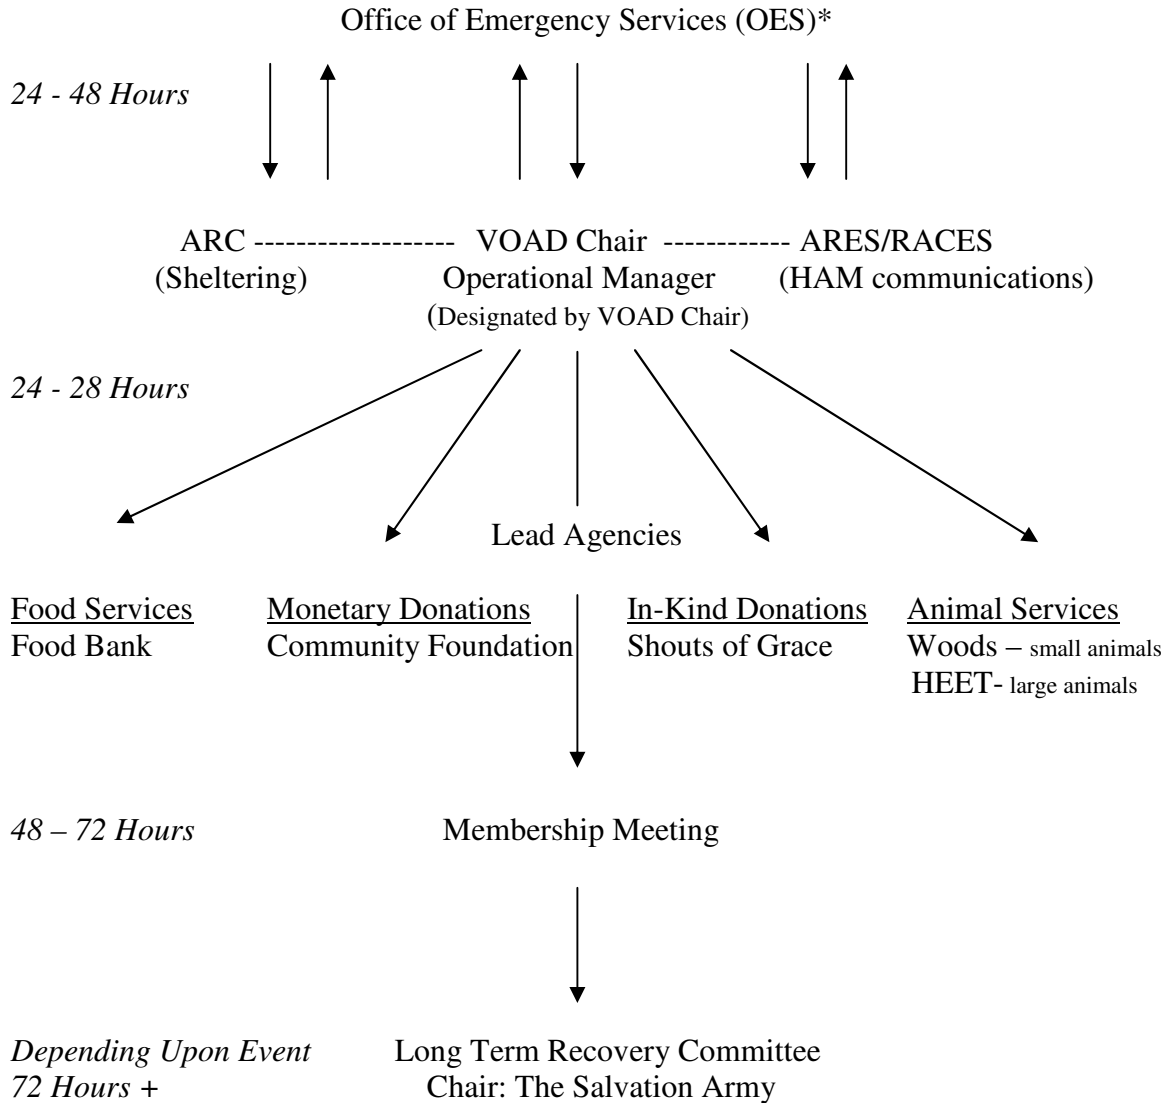 Office of Emergency Services (OES)*
24 - 48 Hours
ARC ------------------- VOAD Chair ------------ ARES/RACES
(Sheltering) Operational Manager (HAM communications)
(Designated by VOAD Chair)
24 - 28 Hours
Lead Agencies
Food Services Monetary Donations In-Kind Donations Animal Services
Food Bank Community Foundation Shouts of Grace Woods – small animals
HEET- large animals
48 – 72 Hours Membership Meeting
Depending Upon Event Long Term Recovery Committee
72 Hours + Chair: The Salvation Army